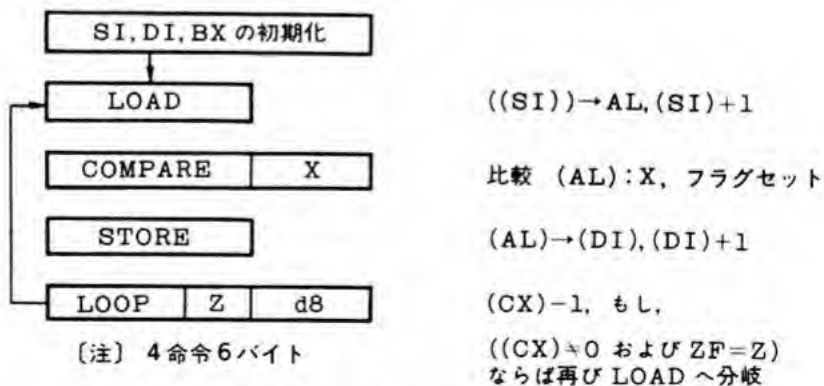 SI,DI,BXの初期化
LOAD ((SI))→AL,(SI)+1
COMPARE X 比較 (AL):X, フラグセット
STORE (AL)→(DI),(DI)+1
LOOP Z d8 (CX)-1, もし,
〔注〕 4命令6バイト ((CX)≠0 および ZF=Z)
ならば再び LOAD へ分岐